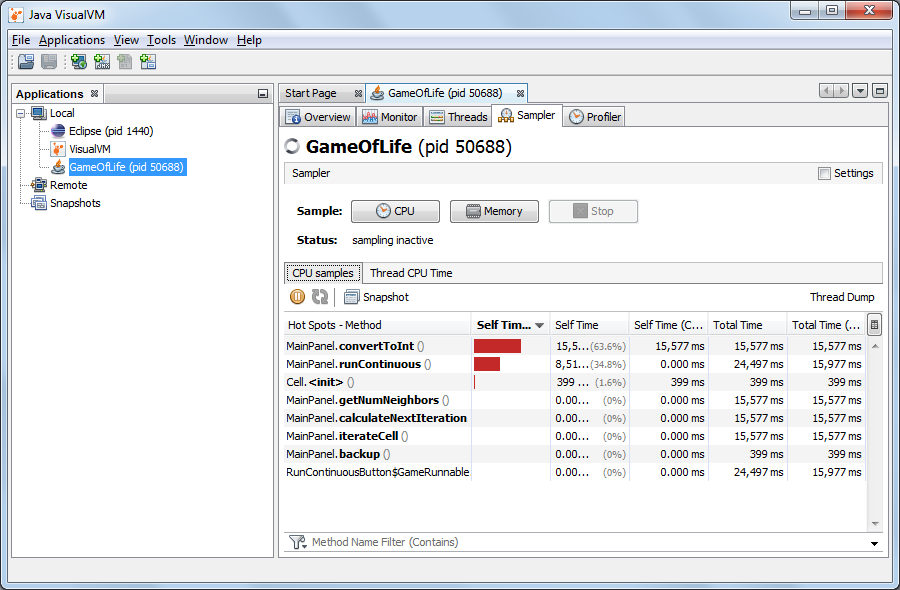 Java VisualVM
File Applications View Tools Window Help
Applications
Local
Eclipse (pid 1440)
VisualVM
GameOfLife (pid 50688)
Remote
Snapshots
Start Page GameOfLife (pid 50688)
Overview Monitor Threads Sampler Profiler
GameOfLife (pid 50688)
Sampler Settings
Sample: CPU Memory Stop
Status: sampling inactive
CPU samples Thread CPU Time
Snapshot Thread Dump
Hot Spots - Method Self Tim... Self Time Self Time (C... Total Time Total Time (...
MainPanel.convertToInt () 15,5... (63.6%) 15,577 ms 15,577 ms 15,577 ms
MainPanel.runContinuous () 8,51... (34.8%) 0.000 ms 24,497 ms 15,977 ms
Cell.<init> () 399 ... (1.6%) 399 ms 399 ms 399 ms
MainPanel.getNumNeighbors () 0.00... (0%) 0.000 ms 15,577 ms 15,577 ms
MainPanel.calculateNextIteration 0.00... (0%) 0.000 ms 15,577 ms 15,577 ms
MainPanel.iterateCell () 0.00... (0%) 0.000 ms 15,577 ms 15,577 ms
MainPanel.backup () 0.00... (0%) 0.000 ms 399 ms 399 ms
RunContinuousButton$GameRunnable 0.00... (0%) 0.000 ms 24,497 ms 15,977 ms
Method Name Filter (Contains)